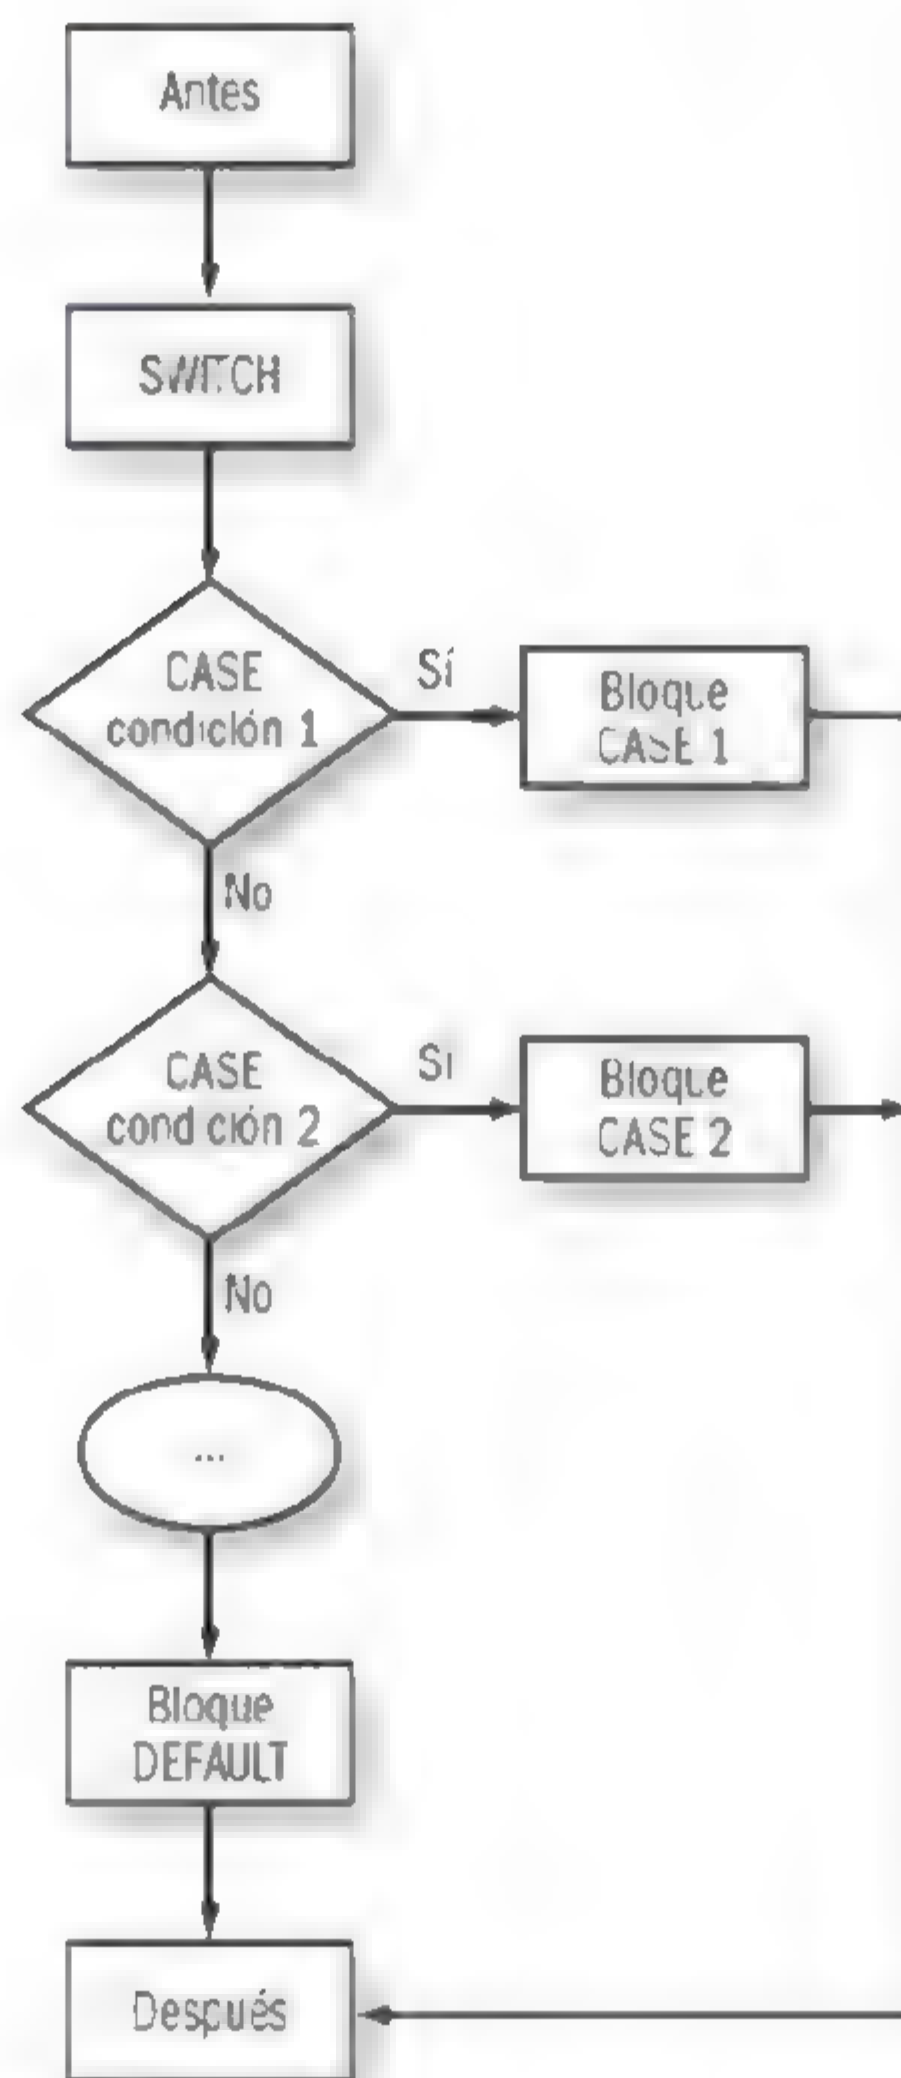 Antes
SWITCH
CASE
condición 1
Sí
Bloque
CASE 1
No
CASE
condición 2
Sí
Bloque
CASE 2
No
...
Bloque
DEFAULT
Después